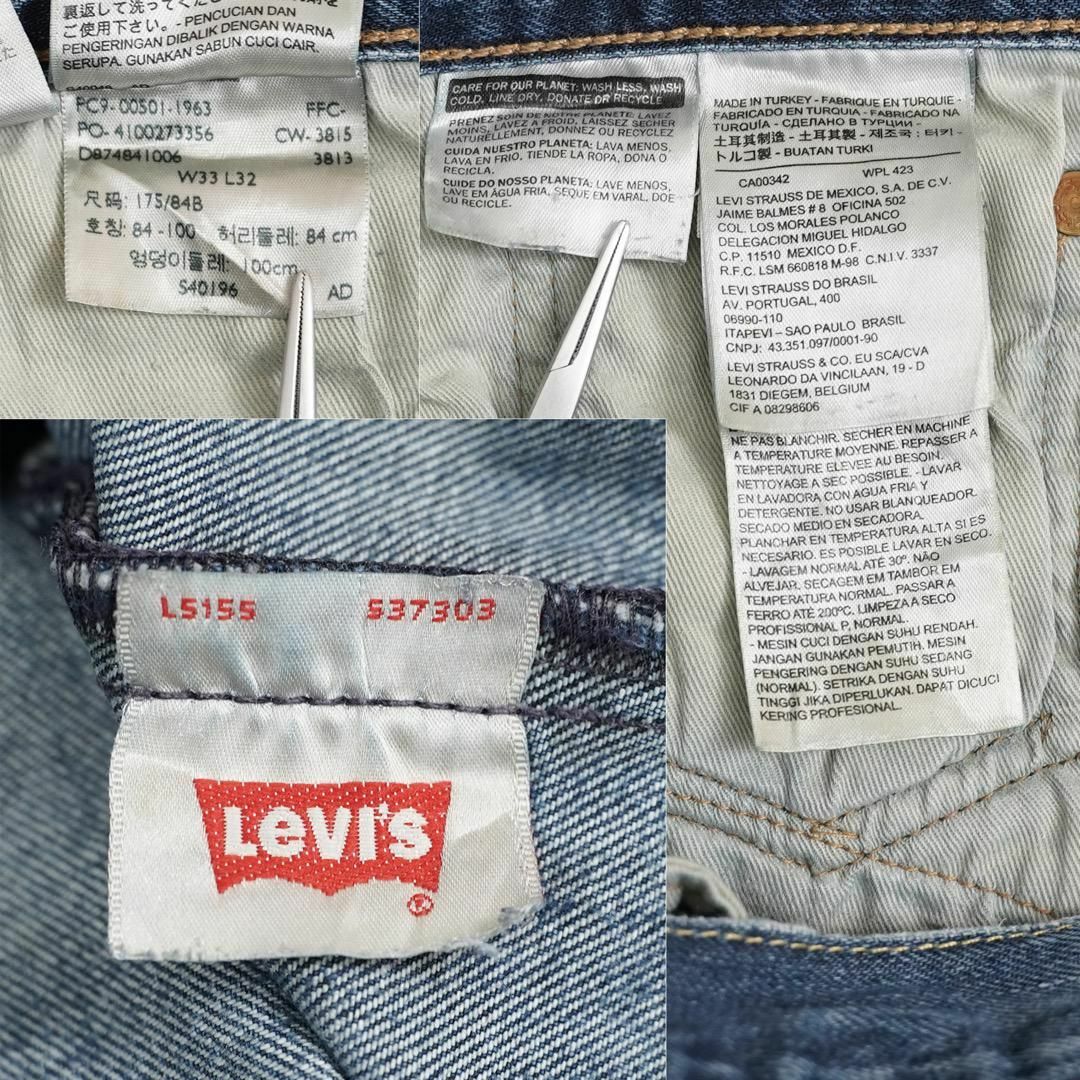 裏返して洗ってくだ
ご使用下さい。- PENCUCIAN DAN
PENGERINGAN DIBALIK DENGAN WARNA
SERUPA. GUNAKAN SABUN CUCI CAIR.
PC9-00501-1963 FFC-
PO-4100273356 CW-3815
D874841006 3813
W33 L32
尺码: 175/84B
호칭: 84-100 허리둘레: 84 cm
엉덩이둘레: 100cm
S40196 AD
CARE FOR OUR PLANET: WASH LESS, WASH
COLD, LINE DRY, DONATE OR RECYCLE
PRENEZ SOIN DE NOTRE PLANÈTE: LAVEZ
MOINS, LAVEZ A FROID, LAISSEZ SECHER
NATURELLEMENT, DONNEZ OU RECYCLEZ
CUIDA NUESTRO PLANETA: LAVA MENOS,
LAVA EN FRIO, TIENDE LA ROPA, DONA O
RECICLA.
CUIDE DO NOSSO PLANETA: LAVE MENOS,
LAVE EM ÁGUA FRIA, SEQUE EM VARAL, DOE
OU RECICLE.
MADE IN TURKEY - FABRIQUE EN TURQUIE -
FABRICADO EN TURQUIA - FABRICADO NA
TURQUÍA - СДЕЛАНО В ТУРЦИИ -
土耳其制造 - 土耳其製 - 제조국 : 터키 -
トルコ製 - BUATAN TURKI
CA00342 WPL 423
LEVI STRAUSS DE MEXICO, S.A. DE C.V.
JAIME BALMES # 8 OFICINA 502
COL. LOS MORALES POLANCO
DELEGACION MIGUEL HIDALGO
C.P. 11510 MEXICO D.F.
R.F.C. LSM 660818 M-98 C.N.I.V. 3337
LEVI STRAUSS DO BRASIL
AV. PORTUGAL, 400
06990-110
ITAPEVI – SAO PAULO BRASIL
CNPJ: 43.351.097/0001-90
LEVI STRAUSS & CO. EU SCA/CVA
LEONARDO DA VINCILAAN, 19 - D
1831 DIEGEM, BELGIUM
CIF A 08298606
NE PAS BLANCHIR. SECHER EN MACHINE
A TEMPERATURE MOYENNE. REPASSER A
TEMPERATURE ELEVEE AU BESOIN.
NETTOYAGE A SEC POSSIBLE. - LAVAR
EN LAVADORA CON AGUA FRIA Y
DETERGENTE. NO USAR BLANQUEADOR.
SECADO MEDIO EN SECADORA.
PLANCHAR EN TEMPERATURA ALTA SI ES
NECESARIO. ES POSIBLE LAVAR EN SECO.
- LAVAGEM NORMAL ATÉ 30º. NÃO
ALVEJAR. SECAGEM EM TAMBOR EM
TEMPERATURA NORMAL. PASSAR A
FERRO ATÉ 200ºC. LIMPEZA A SECO
PROFISSIONAL P, NORMAL.
- MESIN CUCI DENGAN SUHU RENDAH.
JANGAN GUNAKAN PEMUTIH. MESIN
PENGERING DENGAN SUHU SEDANG
(NORMAL). SETRIKA DENGAN SUHU
TINGGI JIKA DIPERLUKAN. DAPAT DICUCI
KERING PROFESIONAL.
L5155 537303
LEVI'S
®